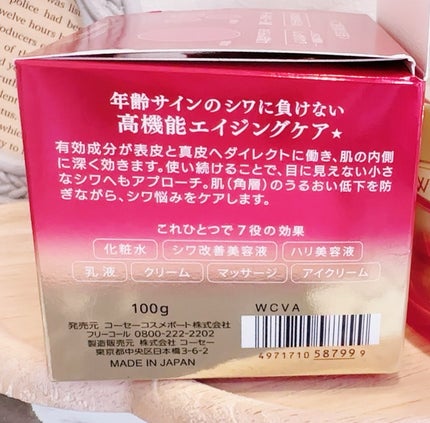 年齢サインのシワに負けない
高機能エイジングケア★
有効成分が表皮と真皮へダイレクトに働き、肌の内側
に深く効きます。使い続けることで、目に見えない小さ
なシワへもアプローチ。肌(角層)のうるおい低下を防
ぎながら、シワ悩みをケアします。
これひとつで7役の効果
化粧水 シワ改善美容液 ハリ美容液
乳液 クリーム マッサージ アイクリーム
100g WCVA
発売元 コーセーコスメポート株式会社
フリーコール 0800-222-2202
製造販売元 株式会社 コーセー
東京都中央区日本橋3-6-2
MADE IN JAPAN
4971710 587999
police, had
twelve hours f